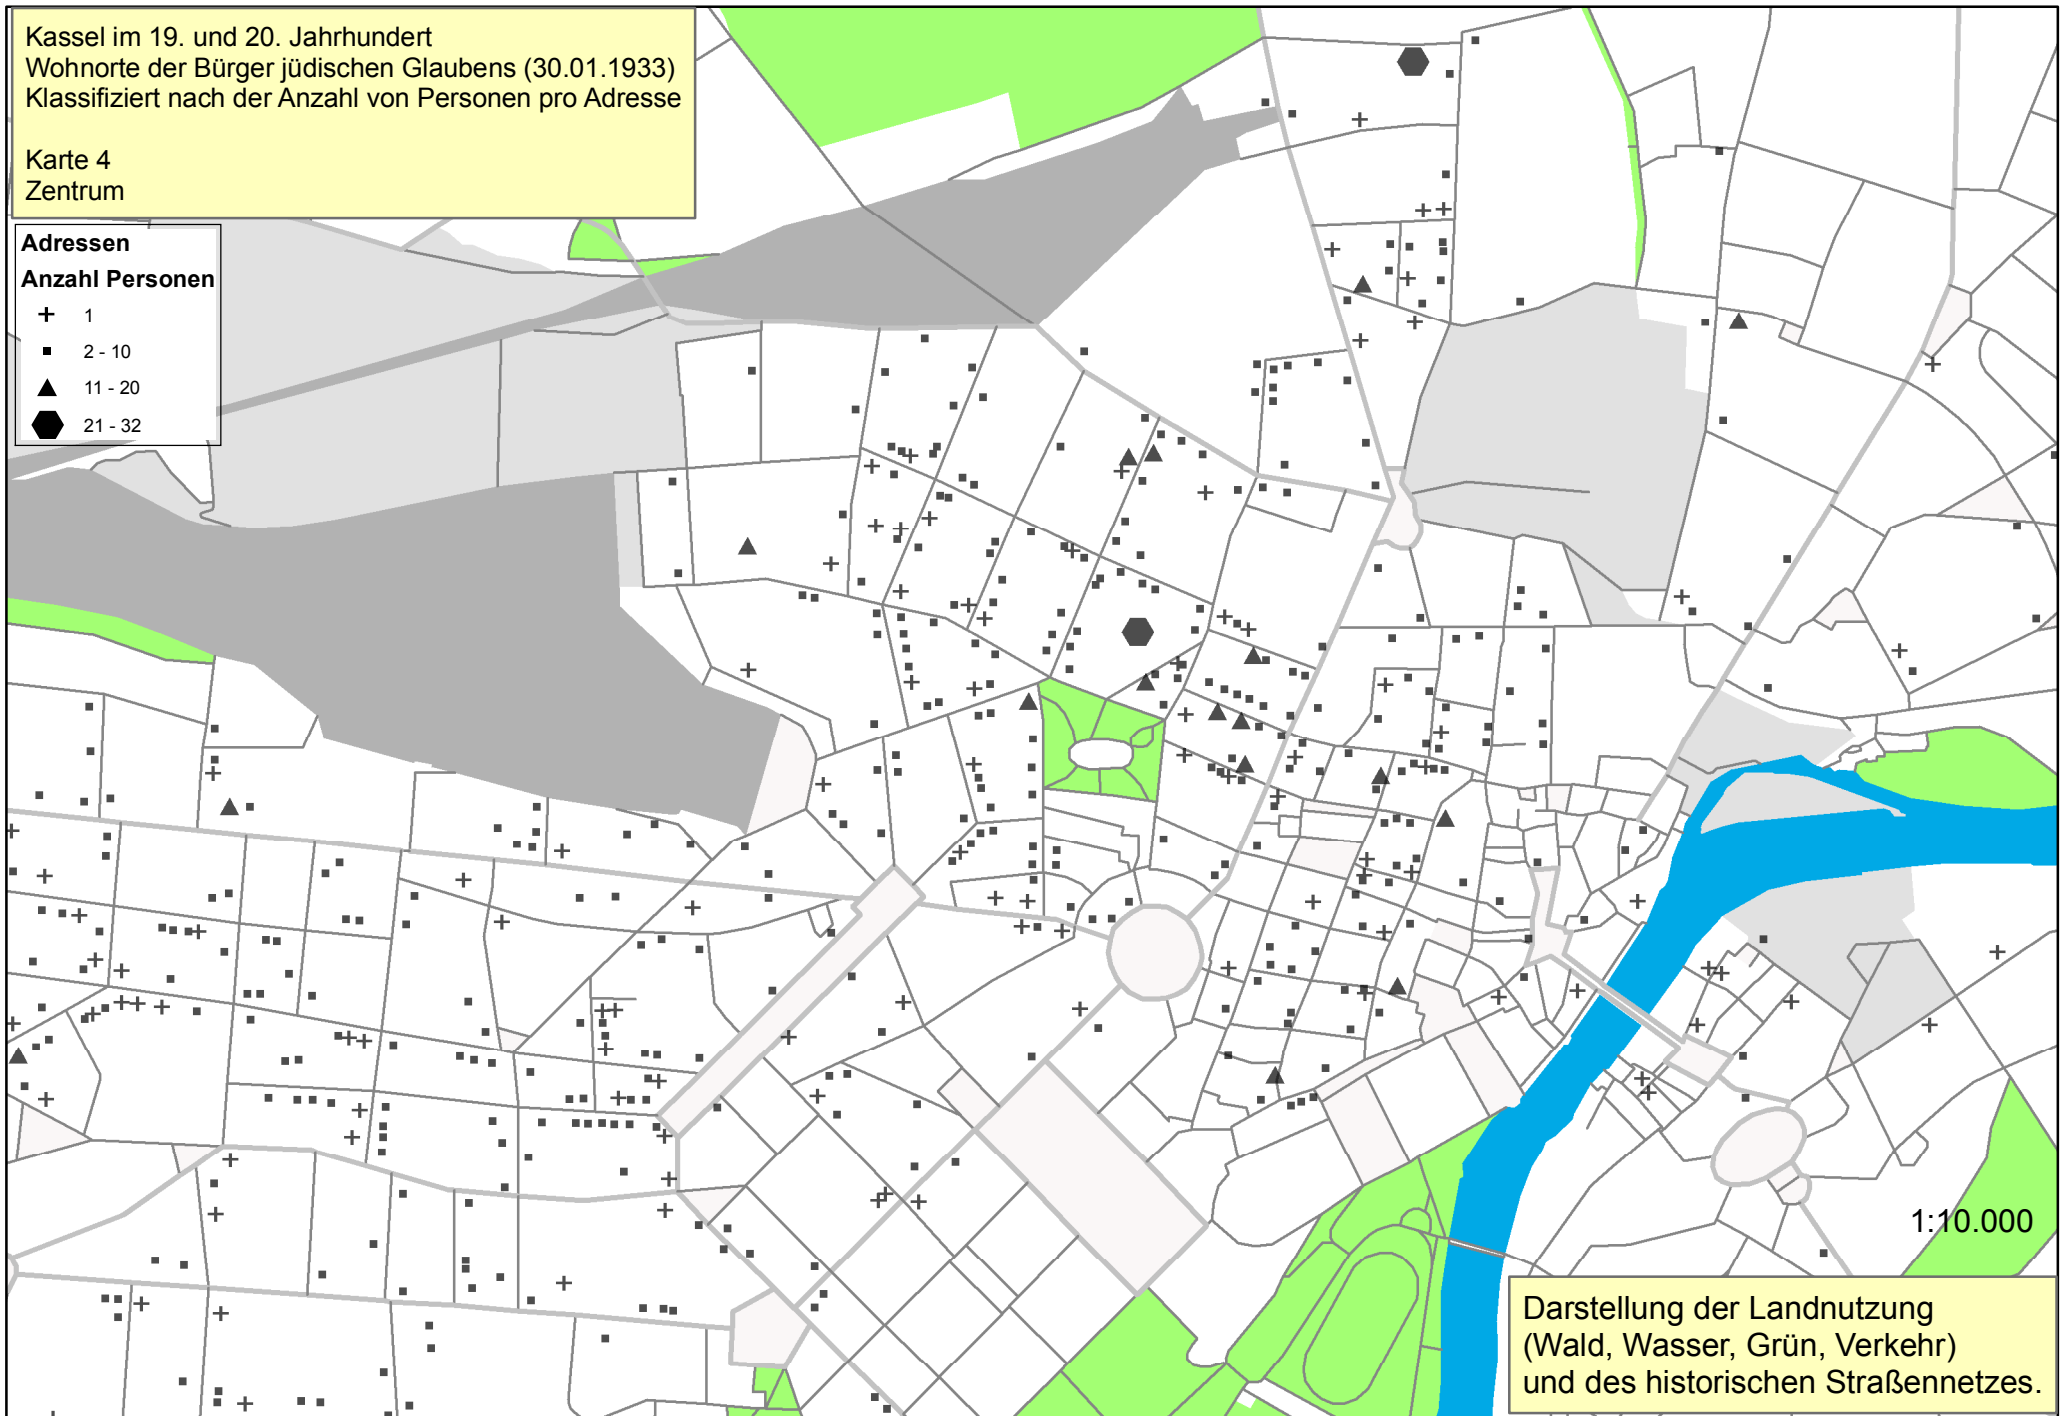 Kassel im 19. und 20. Jahrhundert
Wohnorte der Bürger jüdischen Glaubens (30.01.1933)
Klassifiziert nach der Anzahl von Personen pro Adresse
Karte 4
Zentrum
Adressen
Anzahl Personen
1
2 - 10
11 - 20
21 - 32
1:10.000
Darstellung der Landnutzung
(Wald, Wasser, Grün, Verkehr)
und des historischen Straßennetzes.